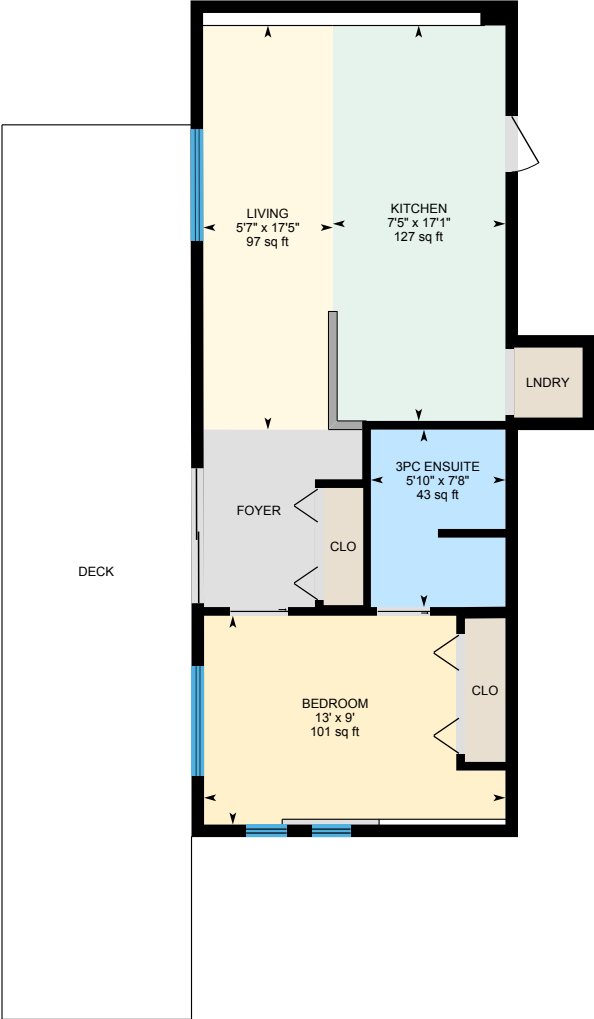 LIVING
5'7" x 17'5"
97 sq ft
KITCHEN
7'5" x 17'1"
127 sq ft
LNDRY
3PC ENSUITE
5'10" x 7'8"
43 sq ft
FOYER
CLO
DECK
BEDROOM
13' x 9'
101 sq ft
CLO